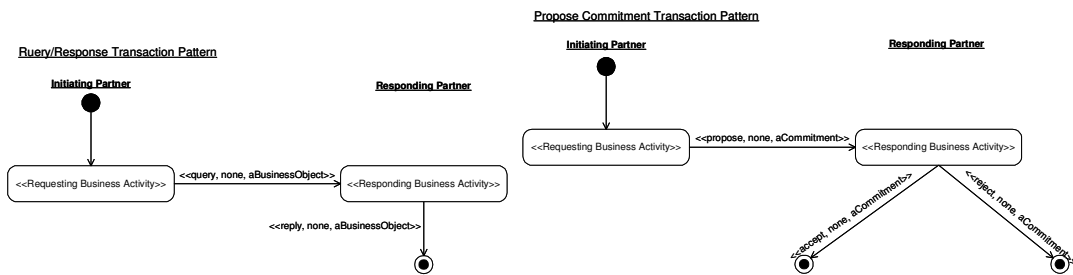 Ruery/Response Transaction Pattern
Initiating Partner
Responding Partner
<<Requesting Business Activity>>
<<query, none, aBusinessObject>>
<<Responding Business Activity>>
<<reply, none, aBusinessObject>>
Propose Commitment Transaction Pattern
Initiating Partner
Responding Partner
<<Requesting Business Activity>>
<<propose, none, aCommitment>>
<<Responding Business Activity>>
<<accept, none, aCommitment>>
<<reject, none, aCommitment>>